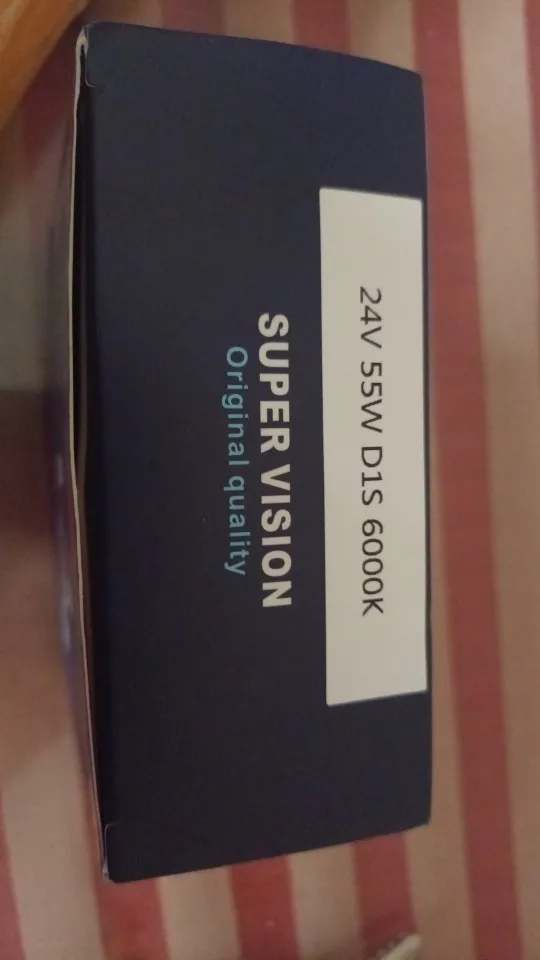 24V 55W D1S 6000K
SUPER VISION
Original quality